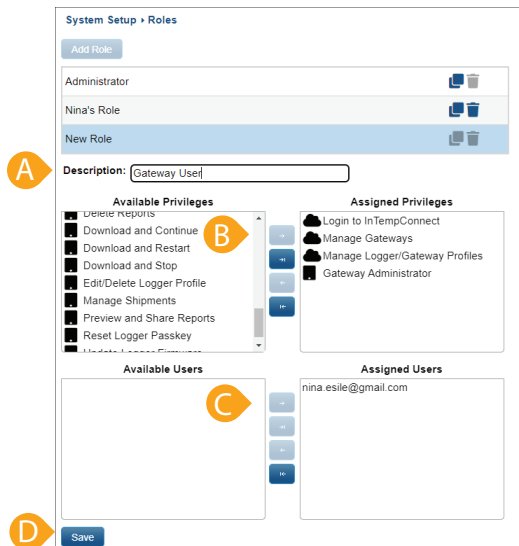 System Setup › Roles
Add Role
Administrator
Nina's Role
New Role
A
Description: Gateway User
Available Privileges
Assigned Privileges
Delete Reports
Download and Continue
Download and Restart
Download and Stop
Edit/Delete Logger Profile
Manage Shipments
Preview and Share Reports
Reset Logger Passkey
Update Logger Firmware
B
Login to InTempConnect
Manage Gateways
Manage Logger/Gateway Profiles
Gateway Administrator
Available Users
Assigned Users
C
nina.esile@gmail.com
D
Save